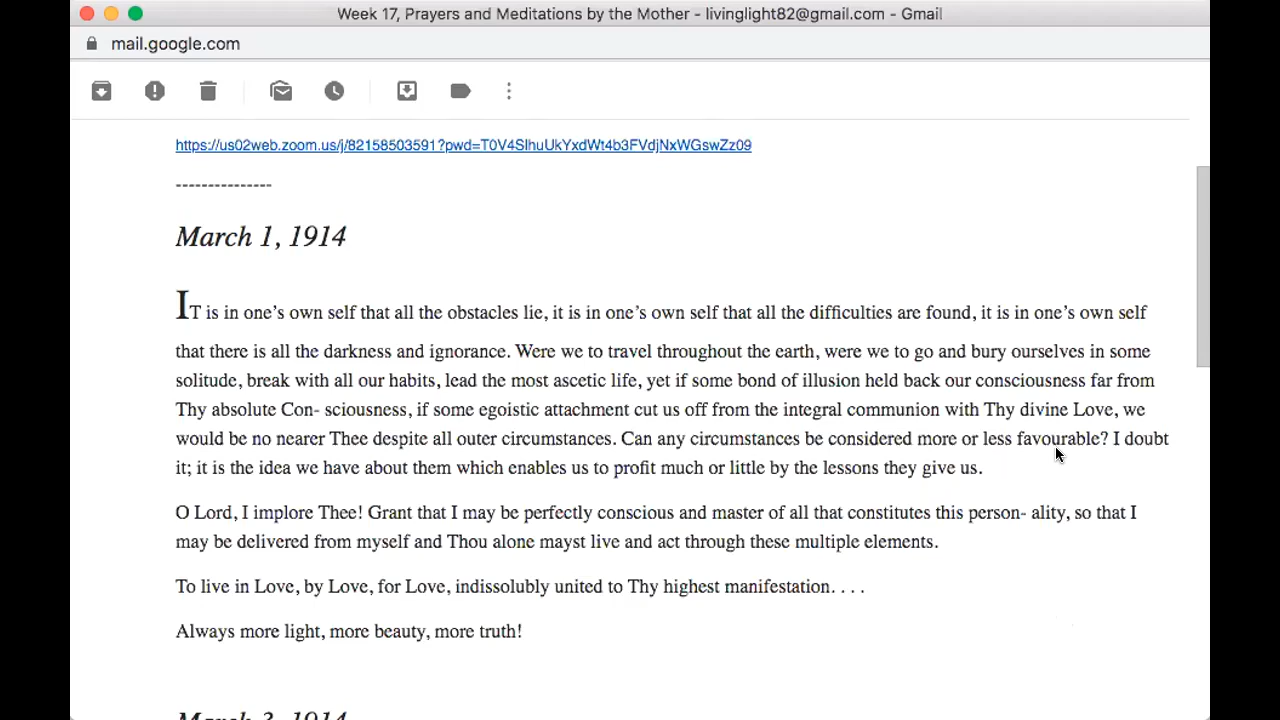 Week 17, Prayers and Meditations by the Mother - livinglight82@gmail.com - Gmail
mail.google.com
https://us02web.zoom.us/j/82158503591?pwd=T0V4SlhuUkYxdWt4b3FVdjNxWGswZz09
---------------
March 1, 1914
IT is in one’s own self that all the obstacles lie, it is in one’s own self that all the difficulties are found, it is in one’s own self
that there is all the darkness and ignorance. Were we to travel throughout the earth, were we to go and bury ourselves in some
solitude, break with all our habits, lead the most ascetic life, yet if some bond of illusion held back our consciousness far from
Thy absolute Con- sciousness, if some egoistic attachment cut us off from the integral communion with Thy divine Love, we
would be no nearer Thee despite all outer circumstances. Can any circumstances be considered more or less favourable? I doubt
it; it is the idea we have about them which enables us to profit much or little by the lessons they give us.
O Lord, I implore Thee! Grant that I may be perfectly conscious and master of all that constitutes this person- ality, so that I
may be delivered from myself and Thou alone mayst live and act through these multiple elements.
To live in Love, by Love, for Love, indissolubly united to Thy highest manifestation. . . .
Always more light, more beauty, more truth!
March 3, 1914